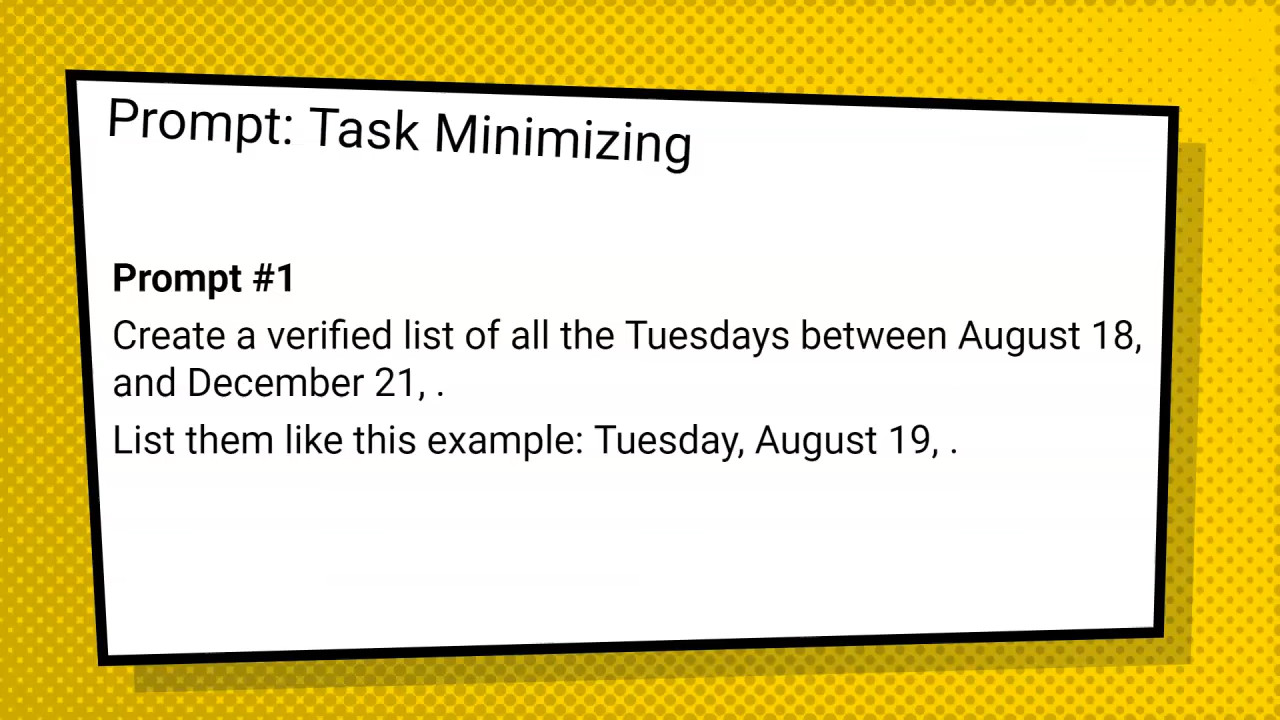 Prompt: Task Minimizing
Prompt #1
Create a verified list of all the Tuesdays between August 18,
and December 21, .
List them like this example: Tuesday, August 19, .